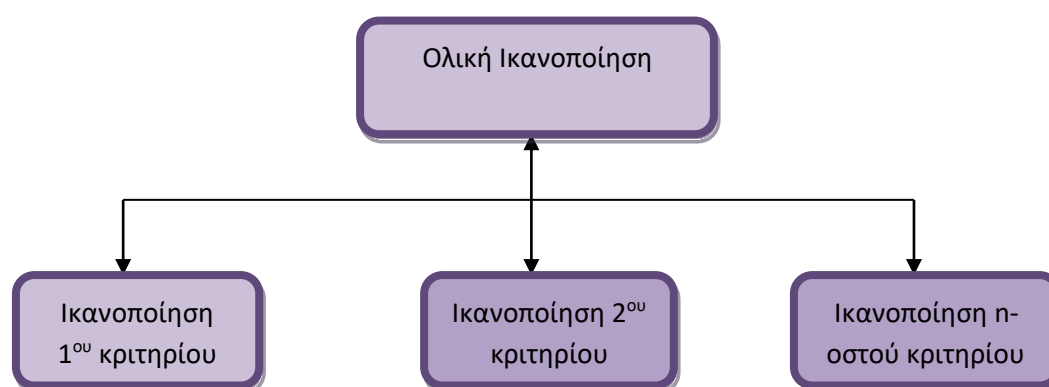 Ολική Ικανοποίηση
Ικανοποίηση
1ου κριτηρίου
Ικανοποίηση 2ου
κριτηρίου
Ικανοποίηση n-
οστού κριτηρίου